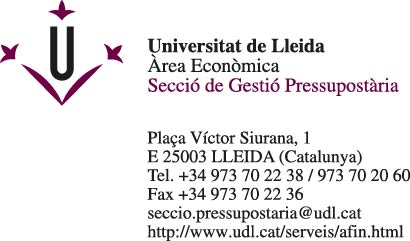 U
Universitat de Lleida
Àrea Econòmica
Secció de Gestió Pressupostària
Plaça Víctor Siurana, 1
E 25003 LLEIDA (Catalunya)
Tel. +34 973 70 22 38 / 973 70 20 60
Fax +34 973 70 22 36
seccio.pressupostaria@udl.cat
http://www.udl.cat/serveis/afin.html